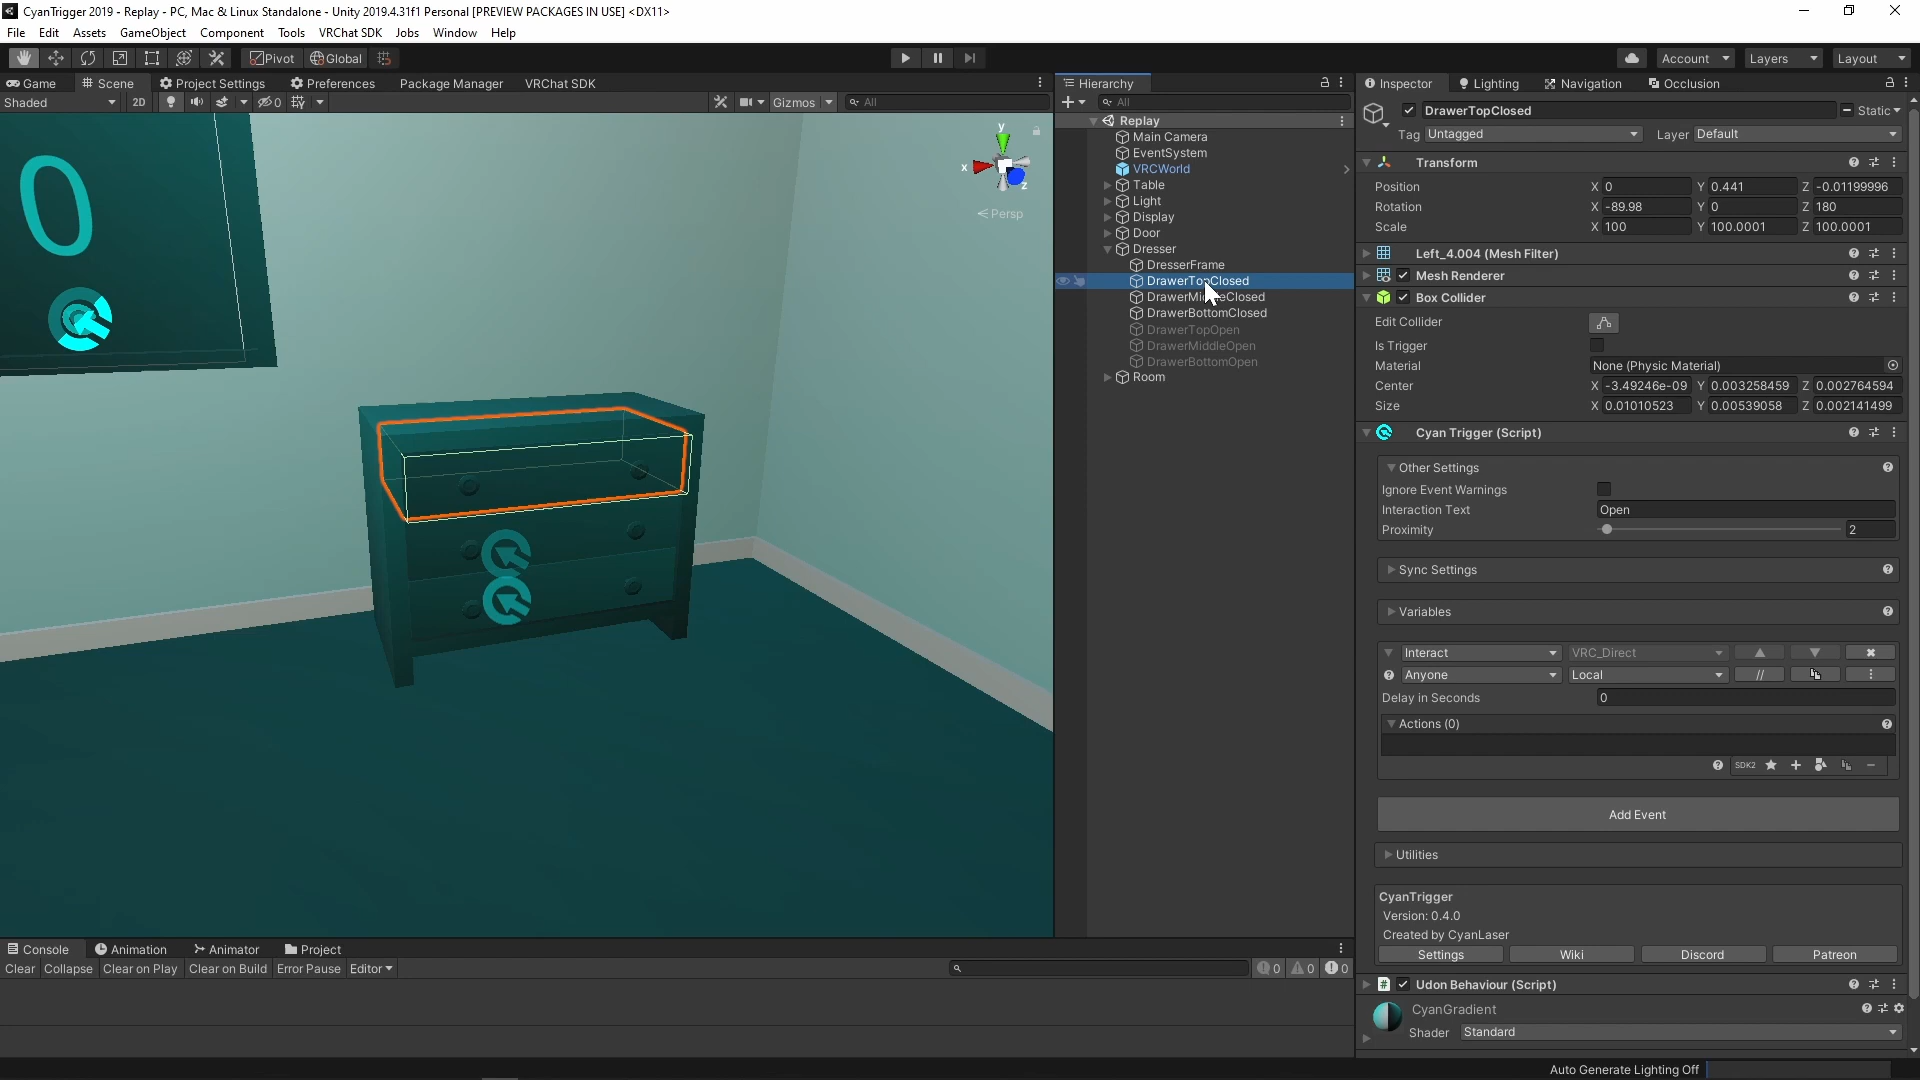 CyanTrigger 2019 - Replay - PC, Mac & Linux Standalone - Unity 2019.4.31f1 Personal [PREVIEW PACKAGES IN USE] <DX11>
File Edit Assets GameObject Component Tools VRChat SDK Jobs Window Help
Pivot Global Account Layers Layout
Game Scene Project Settings Preferences Package Manager VRChat SDK
Shaded 2D 0 Gizmos All
0
y
x
z
Persp
Hierarchy
All
Replay
Main Camera
EventSystem
VRCWorld
Table
Light
Display
Door
Dresser
DresserFrame
DrawerTopClosed
DrawerMiddleClosed
DrawerBottomClosed
DrawerTopOpen
DrawerMiddleOpen
DrawerBottomOpen
Room
Inspector Lighting Navigation Occlusion
DrawerTopClosed Static
Tag Untagged Layer Default
Transform
Position X 0 Y 0.441 Z -0.01199996
Rotation X -89.98 Y 0 Z 180
Scale X 100 Y 100.0001 Z 100.0001
Left_4.004 (Mesh Filter)
Mesh Renderer
Box Collider
Edit Collider
Is Trigger
Material None (Physic Material)
Center X -3.49246e-09 Y 0.003258459 Z 0.002764594
Size X 0.01010523 Y 0.00539058 Z 0.002141499
Cyan Trigger (Script)
Other Settings
Ignore Event Warnings
Interaction Text Open
Proximity 2
Sync Settings
Variables
Interact VRC_Direct
Anyone Local //
Delay in Seconds 0
Actions (0)
SDK2
Add Event
Utilities
CyanTrigger
Version: 0.4.0
Created by CyanLaser
Settings Wiki Discord Patreon
Udon Behaviour (Script)
CyanGradient
Shader Standard
Console Animation Animator Project
Clear Collapse Clear on Play Clear on Build Error Pause Editor 0 0 0
Auto Generate Lighting Off